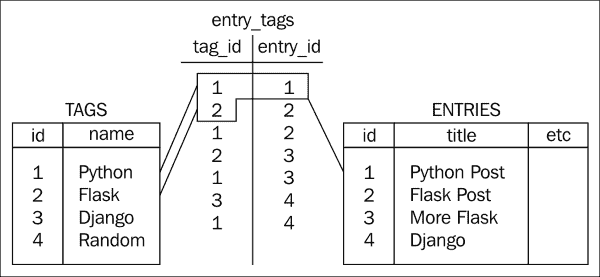 entry_tags
tag_id entry_id
1 1
2 2
1 2
2 3
1 3
3 4
1 4
TAGS
id name
1 Python
2 Flask
3 Django
4 Random
ENTRIES
id title etc
1 Python Post
2 Flask Post
3 More Flask
4 Django